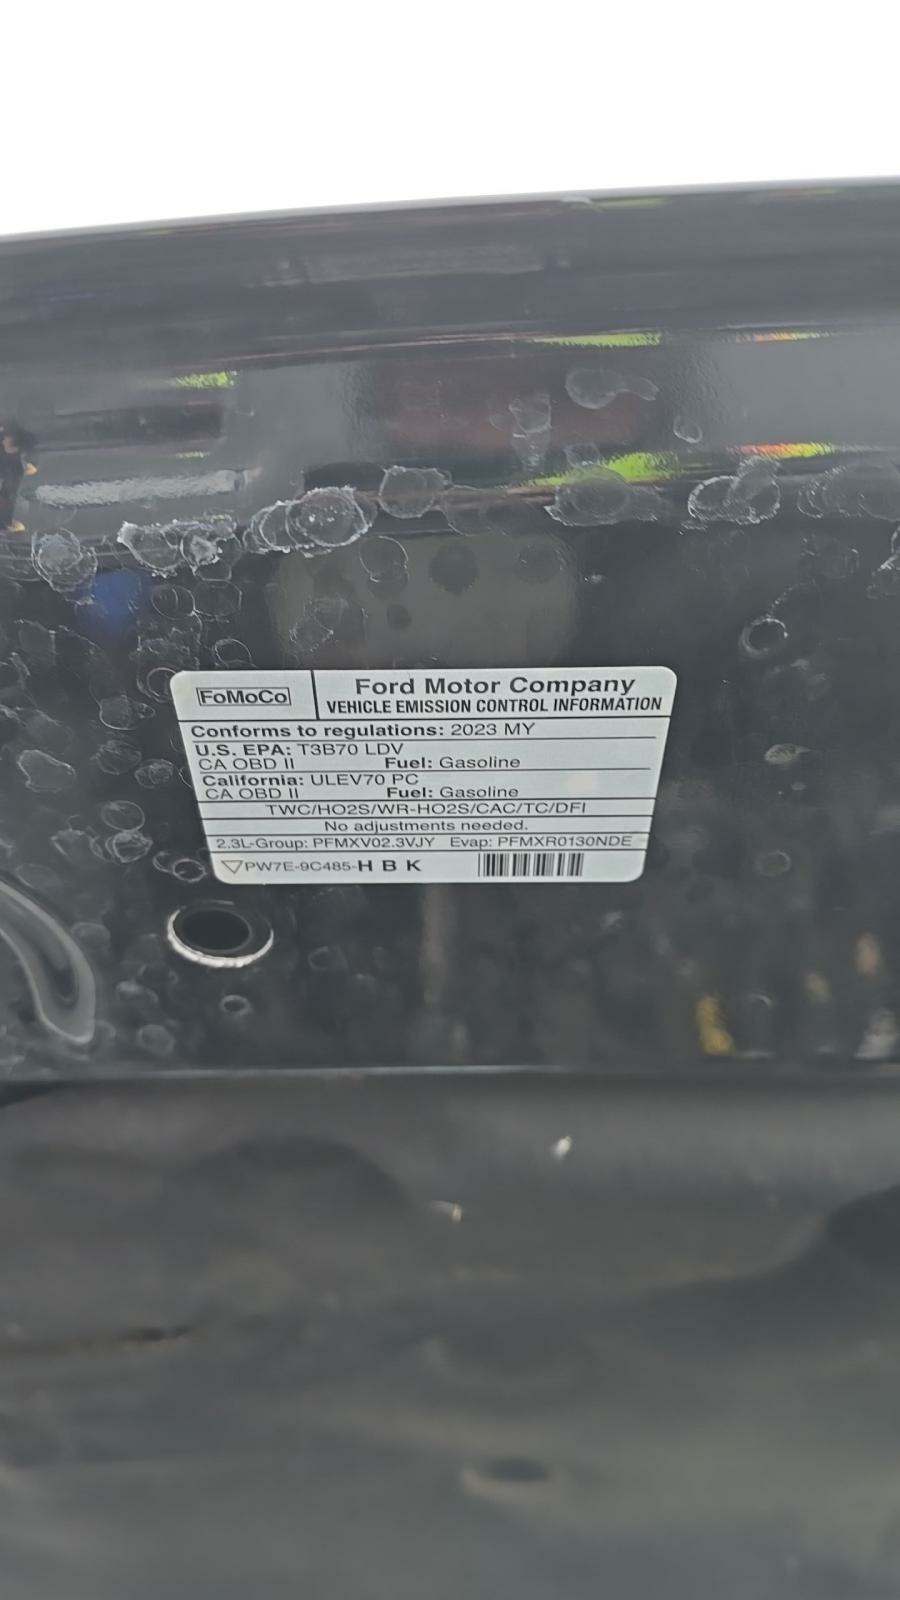 FoMoCo
Ford Motor Company
VEHICLE EMISSION CONTROL INFORMATION
Conforms to regulations: 2023 MY
U.S. EPA: T3B70 LDV
CA OBD II Fuel: Gasoline
California: ULEV70 PC
CA OBD II Fuel: Gasoline
TWC/HO2S/WR-HO2S/CAC/TC/DFI
No adjustments needed.
2.3L-Group: PFMXV02.3VJY Evap: PFMXR0130NDE
PW7E-9C485-H B K